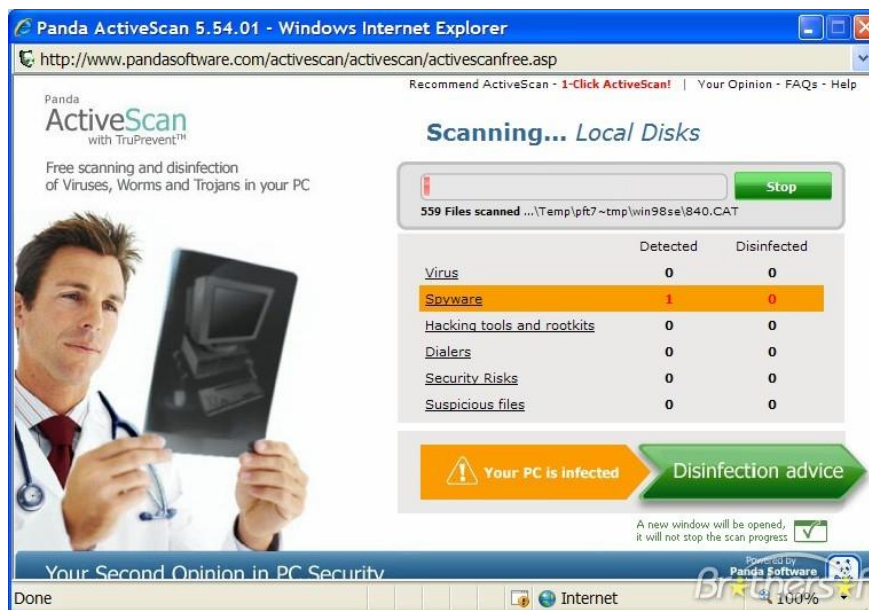 Panda ActiveScan 5.54.01 - Windows Internet Explorer
http://www.pandasoftware.com/activescan/activescan/activescanfree.asp
Recommend ActiveScan - 1-Click ActiveScan! | Your Opinion - FAQs - Help
Panda
ActiveScan
with TruPrevent™
Free scanning and disinfection
of Viruses, Worms and Trojans in your PC
Scanning... Local Disks
Stop
559 Files scanned ...\Temp\pft7~tmp\win98se\840.CAT
Detected Disinfected
Virus 0 0
Spyware 1 0
Hacking tools and rootkits 0 0
Dialers 0 0
Security Risks 0 0
Suspicious files 0 0
Your PC is infected
Disinfection advice
A new window will be opened,
it will not stop the scan progress
Your Second Opinion in PC Security
Powered by
Panda Software
Done
Internet
100%